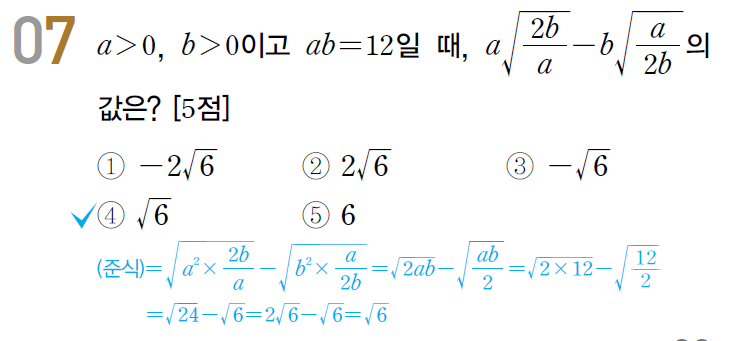 07 a>0, b>0이고 ab=12일 때, a√(2b/a)-b√(a/2b)의
값은? [5점]
① -2√6 ② 2√6 ③ -√6
✓④ √6 ⑤ 6
(준식)=√(a²×2b/a)-√(b²×a/2b)=√(2ab)-√(ab/2)=√(2×12)-√(12/2)
=√24-√6=2√6-√6=√6